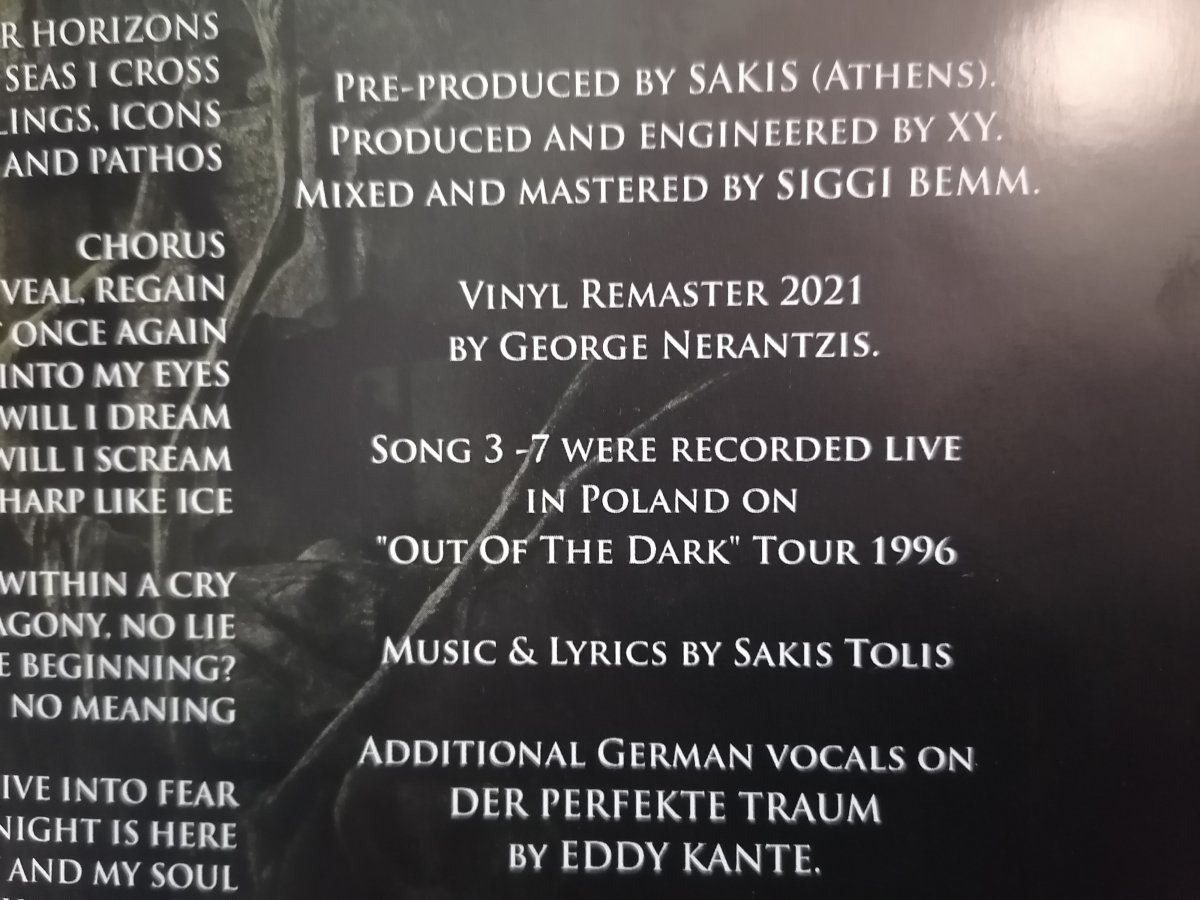 R HORIZONS
SEAS I CROSS
LINGS, ICONS
AND PATHOS
CHORUS
VEAL, REGAIN
ONCE AGAIN
INTO MY EYES
WILL I DREAM
WILL I SCREAM
HARP LIKE ICE
WITHIN A CRY
AGONY, NO LIE
E BEGINNING?
NO MEANING
IVE INTO FEAR
NIGHT IS HERE
AND MY SOUL
PRE-PRODUCED BY SAKIS (ATHENS).
PRODUCED AND ENGINEERED BY XY.
MIXED AND MASTERED BY SIGGI BEMM.
VINYL REMASTER 2021
BY GEORGE NERANTZIS.
SONG 3 -7 WERE RECORDED LIVE
IN POLAND ON
"OUT OF THE DARK" TOUR 1996
MUSIC & LYRICS BY SAKIS TOLIS
ADDITIONAL GERMAN VOCALS ON
DER PERFEKTE TRAUM
BY EDDY KANTE.